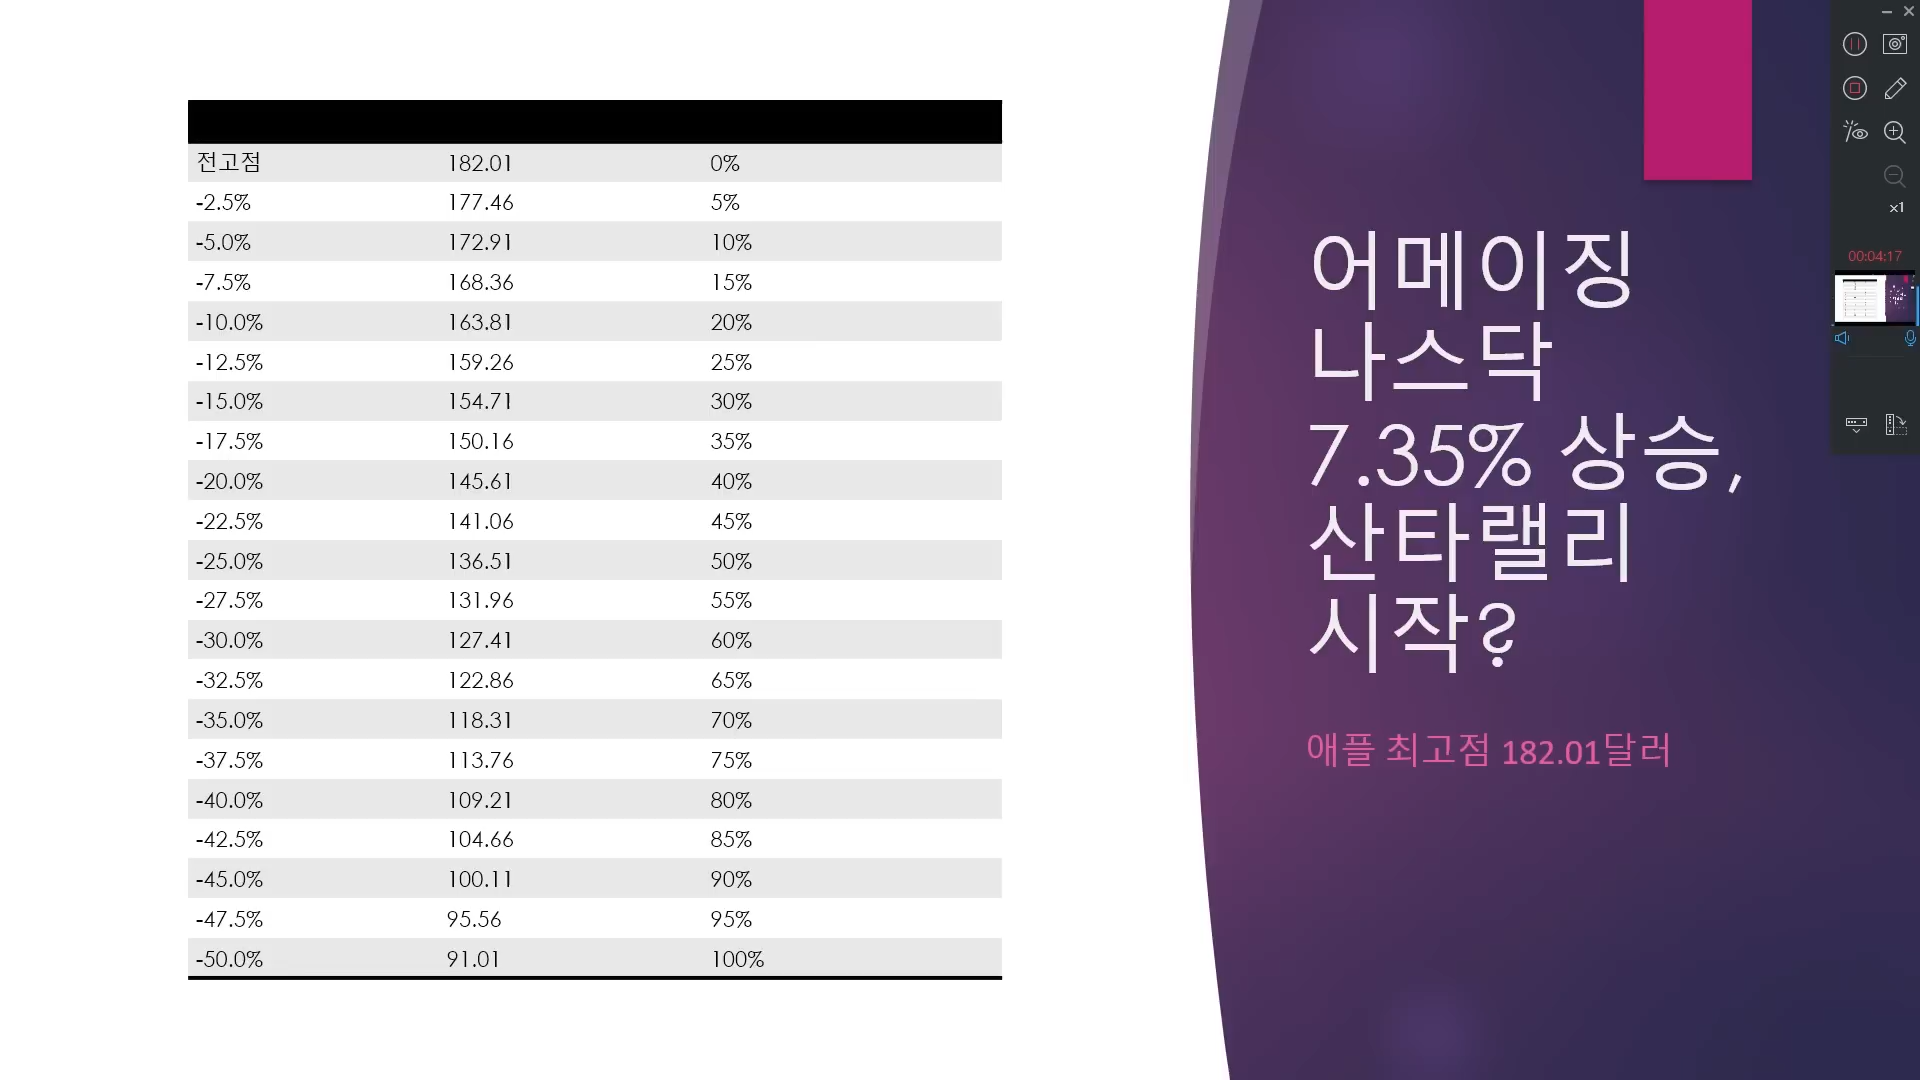 전고점 182.01 0%
-2.5% 177.46 5%
-5.0% 172.91 10%
-7.5% 168.36 15%
-10.0% 163.81 20%
-12.5% 159.26 25%
-15.0% 154.71 30%
-17.5% 150.16 35%
-20.0% 145.61 40%
-22.5% 141.06 45%
-25.0% 136.51 50%
-27.5% 131.96 55%
-30.0% 127.41 60%
-32.5% 122.86 65%
-35.0% 118.31 70%
-37.5% 113.76 75%
-40.0% 109.21 80%
-42.5% 104.66 85%
-45.0% 100.11 90%
-47.5% 95.56 95%
-50.0% 91.01 100%
어메이징
나스닥
7.35% 상승,
산타랠리
시작?
애플 최고점 182.01달러
x1
00:04:17